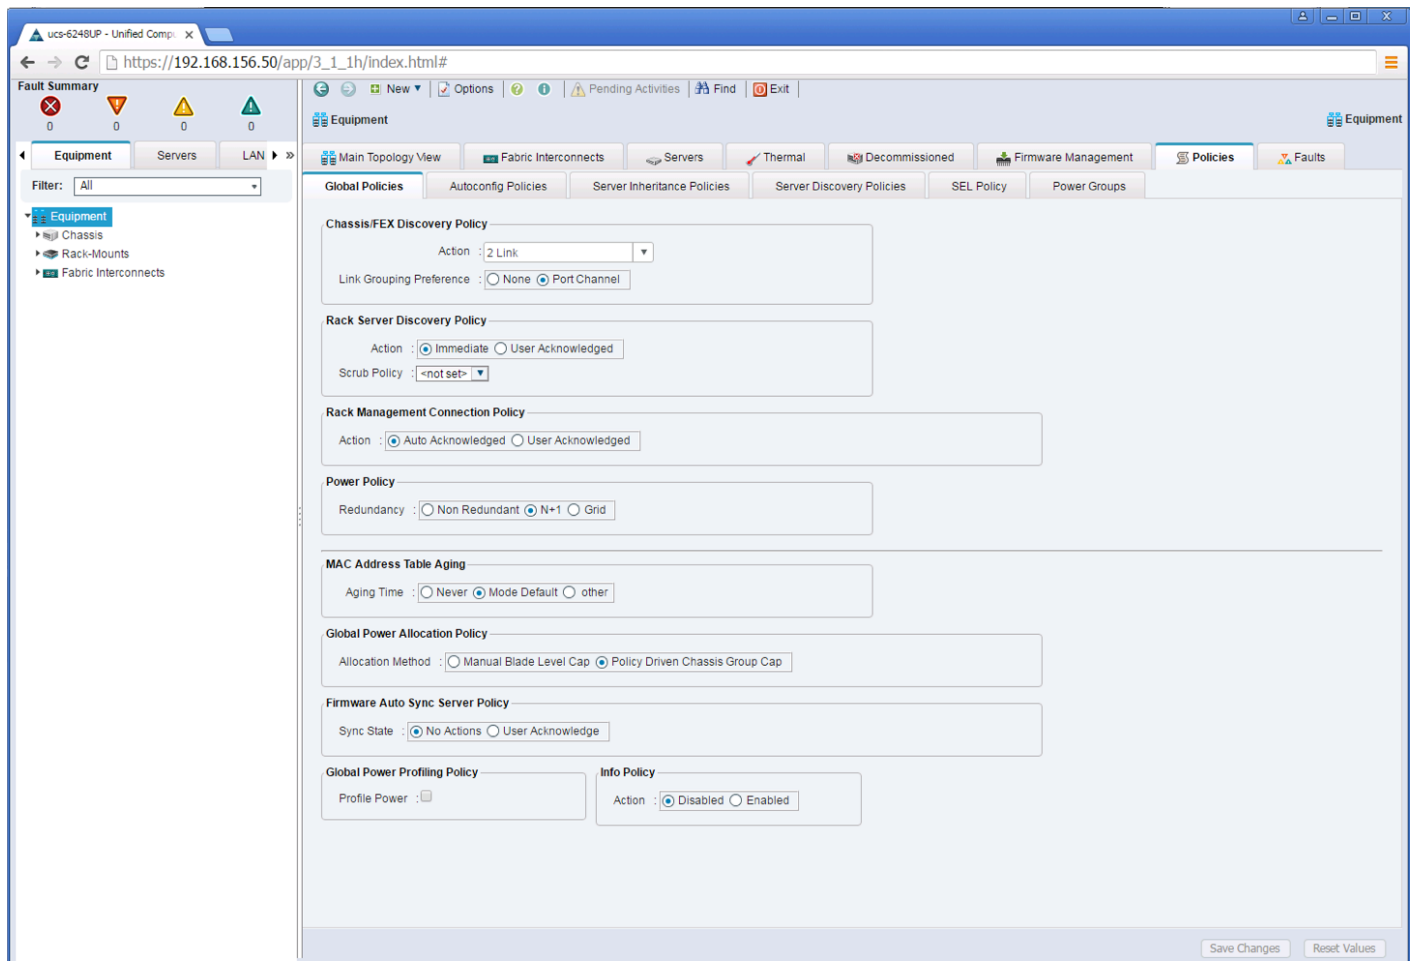 ucs-6248UP - Unified Compu
https://192.168.156.50/app/3_1_1h/index.html#
Fault Summary
0 0 0 0
New Options Pending Activities Find Exit
Equipment Equipment
Equipment Servers LAN
Main Topology View Fabric Interconnects Servers Thermal Decommissioned Firmware Management Policies Faults
Filter: All
Global Policies Autoconfig Policies Server Inheritance Policies Server Discovery Policies SEL Policy Power Groups
Equipment
Chassis
Rack-Mounts
Fabric Interconnects
Chassis/FEX Discovery Policy
Action : 2 Link
Link Grouping Preference : None Port Channel
Rack Server Discovery Policy
Action : Immediate User Acknowledged
Scrub Policy : <not set>
Rack Management Connection Policy
Action : Auto Acknowledged User Acknowledged
Power Policy
Redundancy : Non Redundant N+1 Grid
MAC Address Table Aging
Aging Time : Never Mode Default other
Global Power Allocation Policy
Allocation Method : Manual Blade Level Cap Policy Driven Chassis Group Cap
Firmware Auto Sync Server Policy
Sync State : No Actions User Acknowledge
Global Power Profiling Policy Info Policy
Profile Power :
Action : Disabled Enabled
Save Changes Reset Values